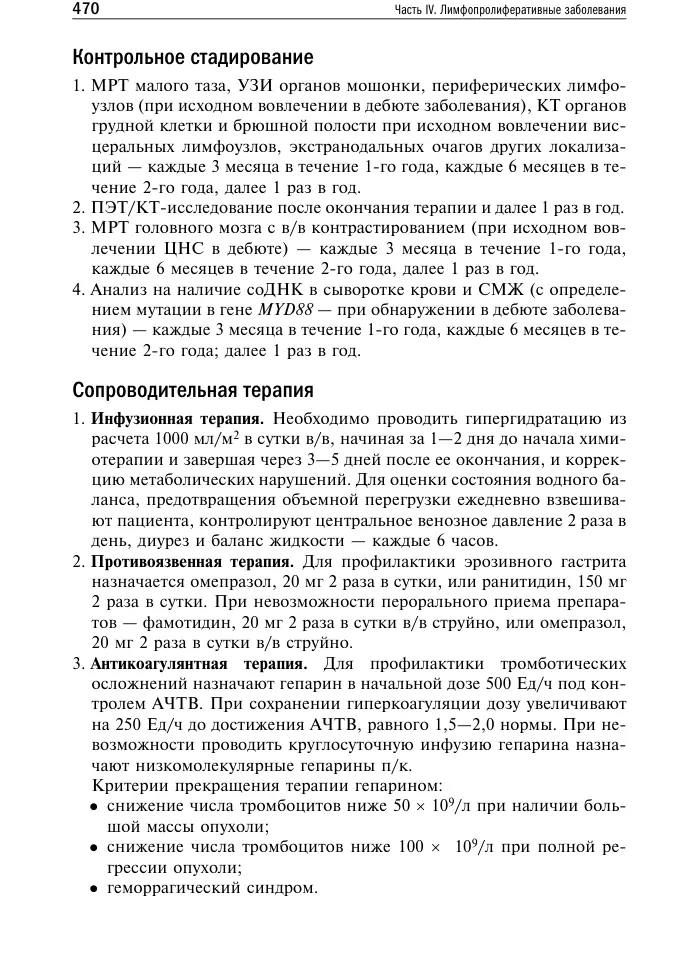 470
Часть IV. Лимфопролиферативные заболевания
Контрольное стадирование
1. МРТ малого таза, УЗИ органов мошонки, периферических лимфо-
узлов (при исходном вовлечении в дебюте заболевания), КТ органов
грудной клетки и брюшной полости при исходном вовлечении вис-
церальных лимфоузлов, экстранодальных очагов других локализа-
ций — каждые 3 месяца в течение 1-го года, каждые 6 месяцев в те-
чение 2-го года, далее 1 раз в год.
2. ПЭТ/КТ-исследование после окончания терапии и далее 1 раз в год.
3. МРТ головного мозга с в/в контрастированием (при исходном вов-
лечении ЦНС в дебюте) — каждые 3 месяца в течение 1-го года,
каждые 6 месяцев в течение 2-го года, далее 1 раз в год.
4. Анализ на наличие соДНК в сыворотке крови и СМЖ (с определе-
нием мутации в гене MYD88 — при обнаружении в дебюте заболева-
ния) — каждые 3 месяца в течение 1-го года, каждые 6 месяцев в те-
чение 2-го года; далее 1 раз в год.
Сопроводительная терапия
1. Инфузионная терапия. Необходимо проводить гипергидратацию из
расчета 1000 мл/м² в сутки в/в, начиная за 1—2 дня до начала хими-
отерапии и завершая через 3—5 дней после ее окончания, и коррек-
цию метаболических нарушений. Для оценки состояния водного ба-
ланса, предотвращения объемной перегрузки ежедневно взвешива-
ют пациента, контролируют центральное венозное давление 2 раза в
день, диурез и баланс жидкости — каждые 6 часов.
2. Противоязвенная терапия. Для профилактики эрозивного гастрита
назначается омепразол, 20 мг 2 раза в сутки, или ранитидин, 150 мг
2 раза в сутки. При невозможности перорального приема препара-
тов — фамотидин, 20 мг 2 раза в сутки в/в струйно, или омепразол,
20 мг 2 раза в сутки в/в струйно.
3. Антикоагулянтная терапия. Для профилактики тромботических
осложнений назначают гепарин в начальной дозе 500 Ед/ч под кон-
тролем АЧТВ. При сохранении гиперкоагуляции дозу увеличивают
на 250 Ед/ч до достижения АЧТВ, равного 1,5—2,0 нормы. При не-
возможности проводить круглосуточную инфузию гепарина назна-
чают низкомолекулярные гепарины п/к.
Критерии прекращения терапии гепарином:
• снижение числа тромбоцитов ниже 50 × 10⁹/л при наличии боль-
шой массы опухоли;
• снижение числа тромбоцитов ниже 100 × 10⁹/л при полной ре-
грессии опухоли;
• геморрагический синдром.